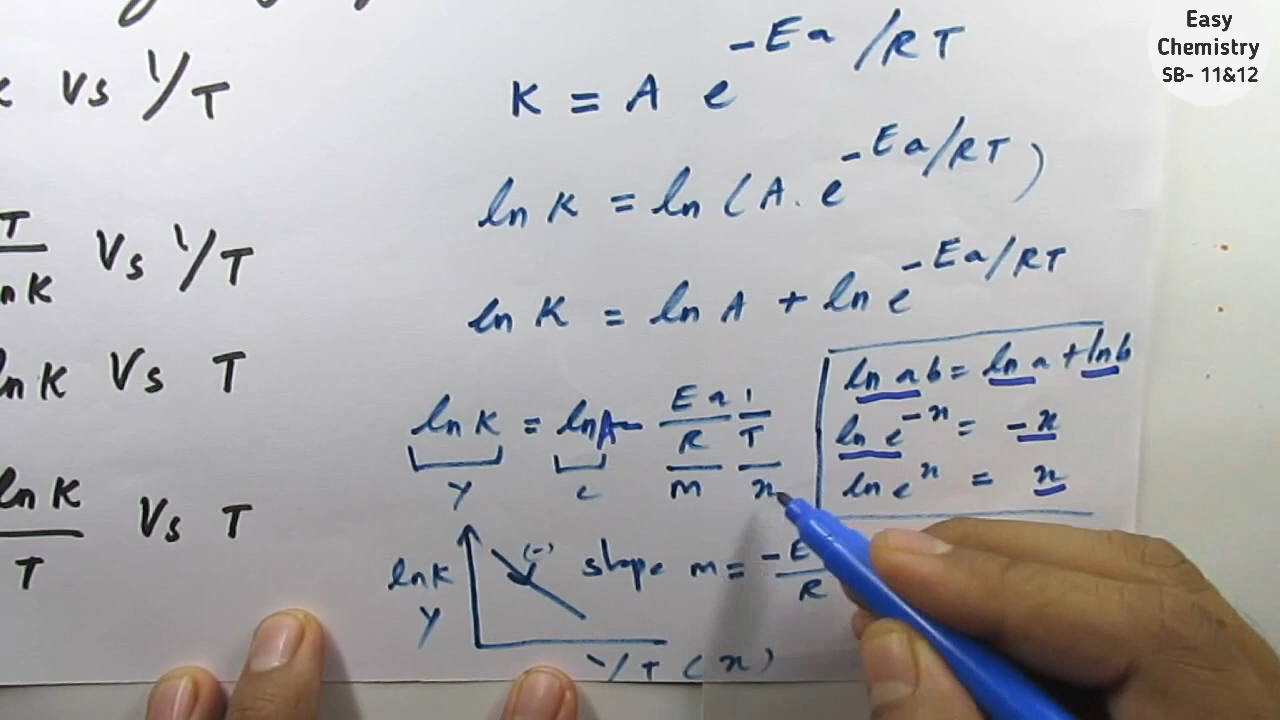 Easy
Chemistry
SB- 11&12
K Vs 1/T
T/lnK Vs 1/T
lnK Vs T
lnK/T Vs T
K = A e^-Ea/RT
ln K = ln (A. e^-Ea/RT)
ln K = ln A + ln e^-Ea/RT
ln K = lnA - Ea/R 1/T
y c m x
ln ab = ln a + ln b
ln e^-x = -x
ln e^x = x
lnK
y
(-)
slope m = -E/R
1/T (x)